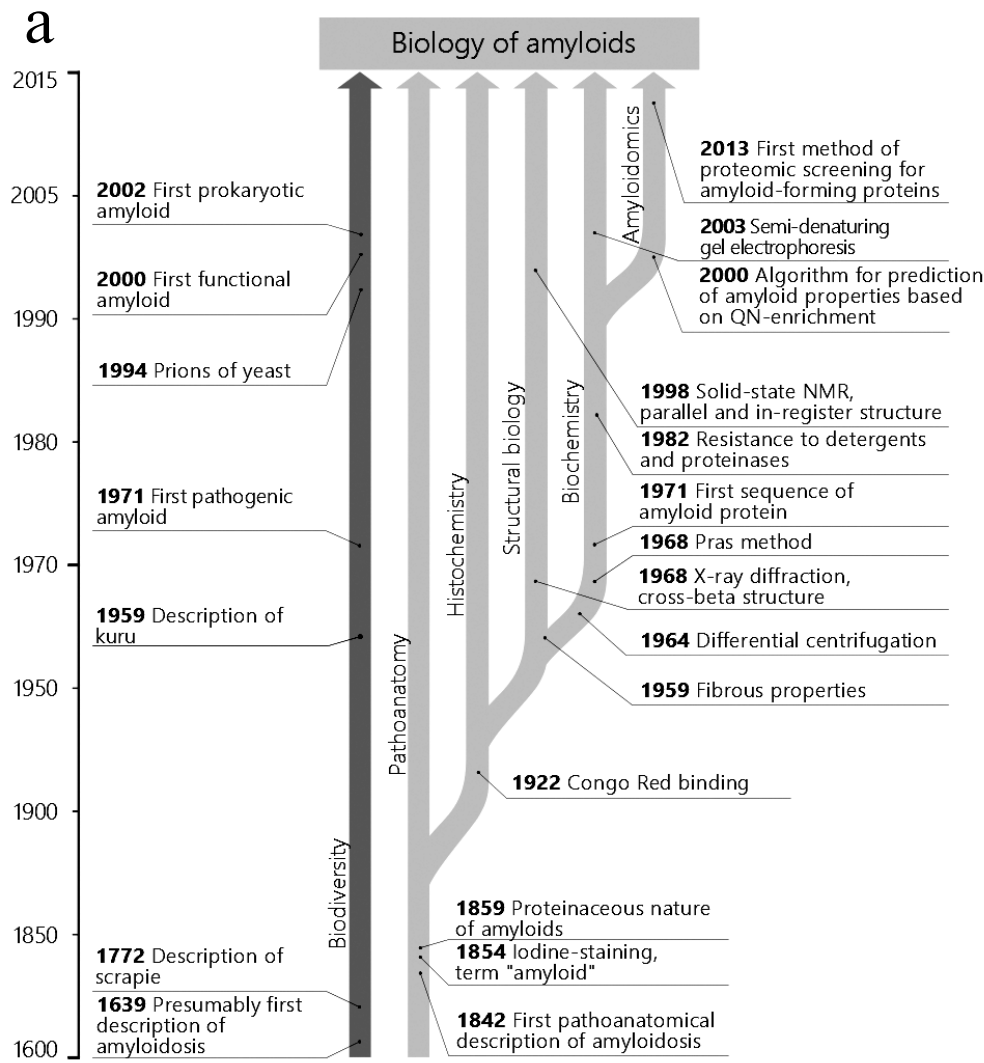 a
Biology of amyloids
2015
2005
1990
1980
1970
1950
1900
1850
1600
2002 First prokaryotic
amyloid
2000 First functional
amyloid
1994 Prions of yeast
1971 First pathogenic
amyloid
1959 Description of
kuru
1772 Description of
scrapie
1639 Presumably first
description of
amyloidosis
Biodiversity
Pathoanatomy
Histochemistry
Structural biology
Biochemistry
Amyloidomics
2013 First method of
proteomic screening for
amyloid-forming proteins
2003 Semi-denaturing
gel electrophoresis
2000 Algorithm for prediction
of amyloid properties based
on QN-enrichment
1998 Solid-state NMR,
parallel and in-register structure
1982 Resistance to detergents
and proteinases
1971 First sequence of
amyloid protein
1968 Pras method
1968 X-ray diffraction,
cross-beta structure
1964 Differential centrifugation
1959 Fibrous properties
1922 Congo Red binding
1859 Proteinaceous nature
of amyloids
1854 Iodine-staining,
term "amyloid"
1842 First pathoanatomical
description of amyloidosis